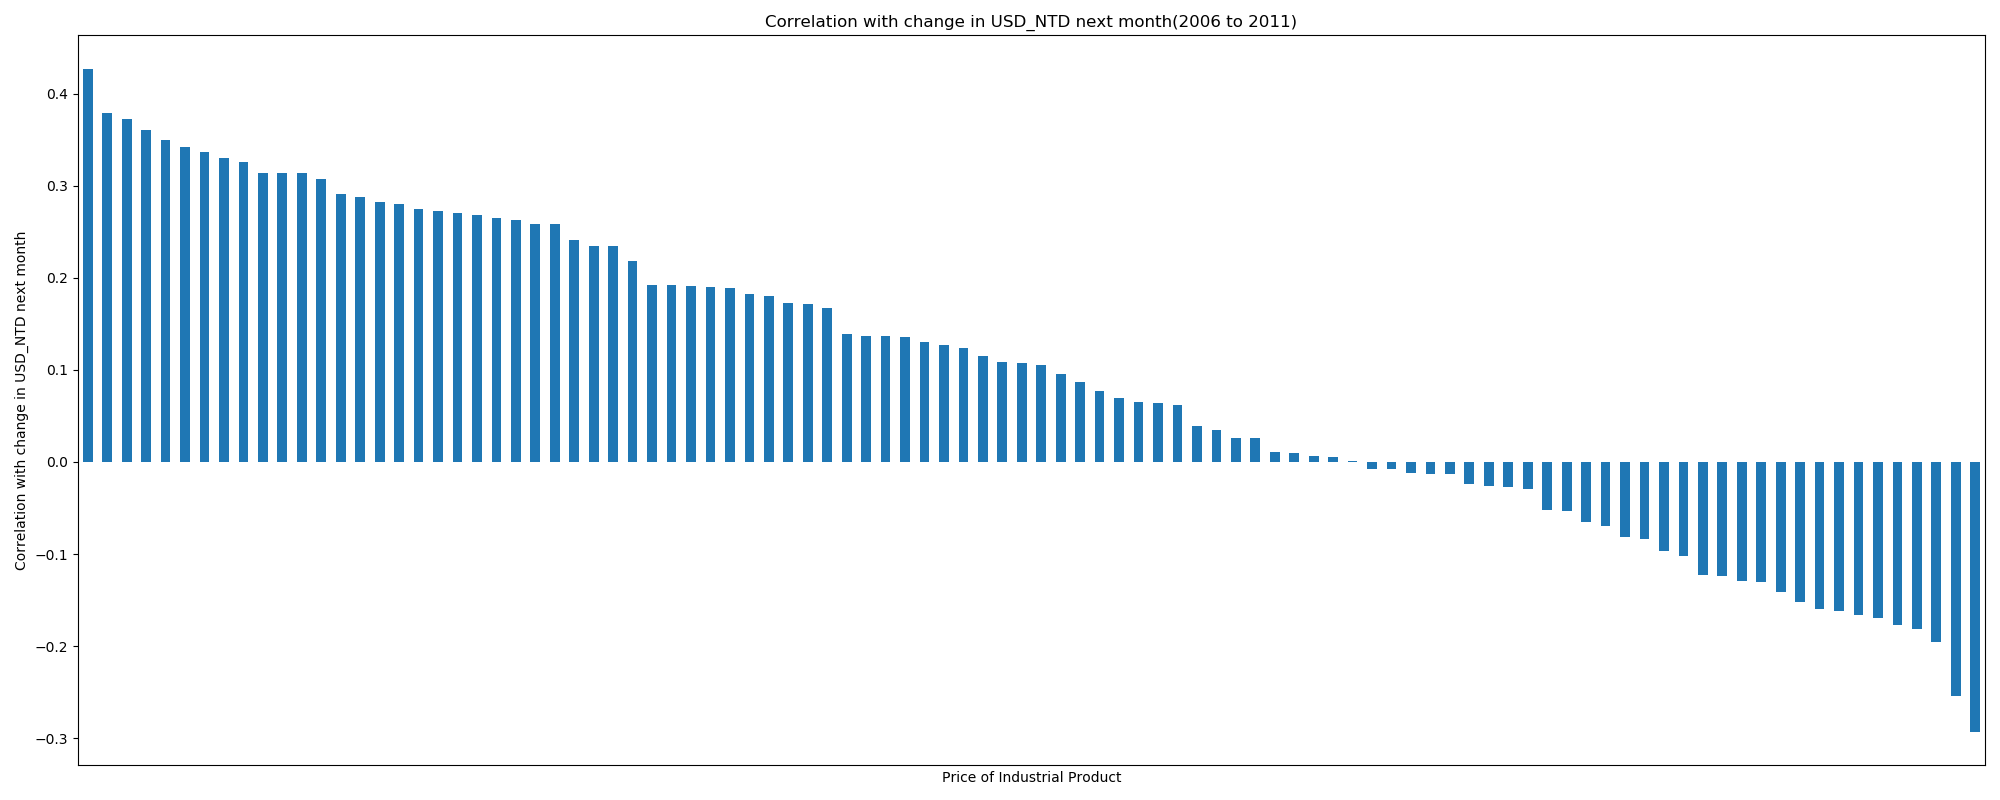 Correlation with change in USD_NTD next month(2006 to 2011)
Correlation with change in USD_NTD next month
0.4
0.3
0.2
0.1
0.0
−0.1
−0.2
−0.3
Price of Industrial Product